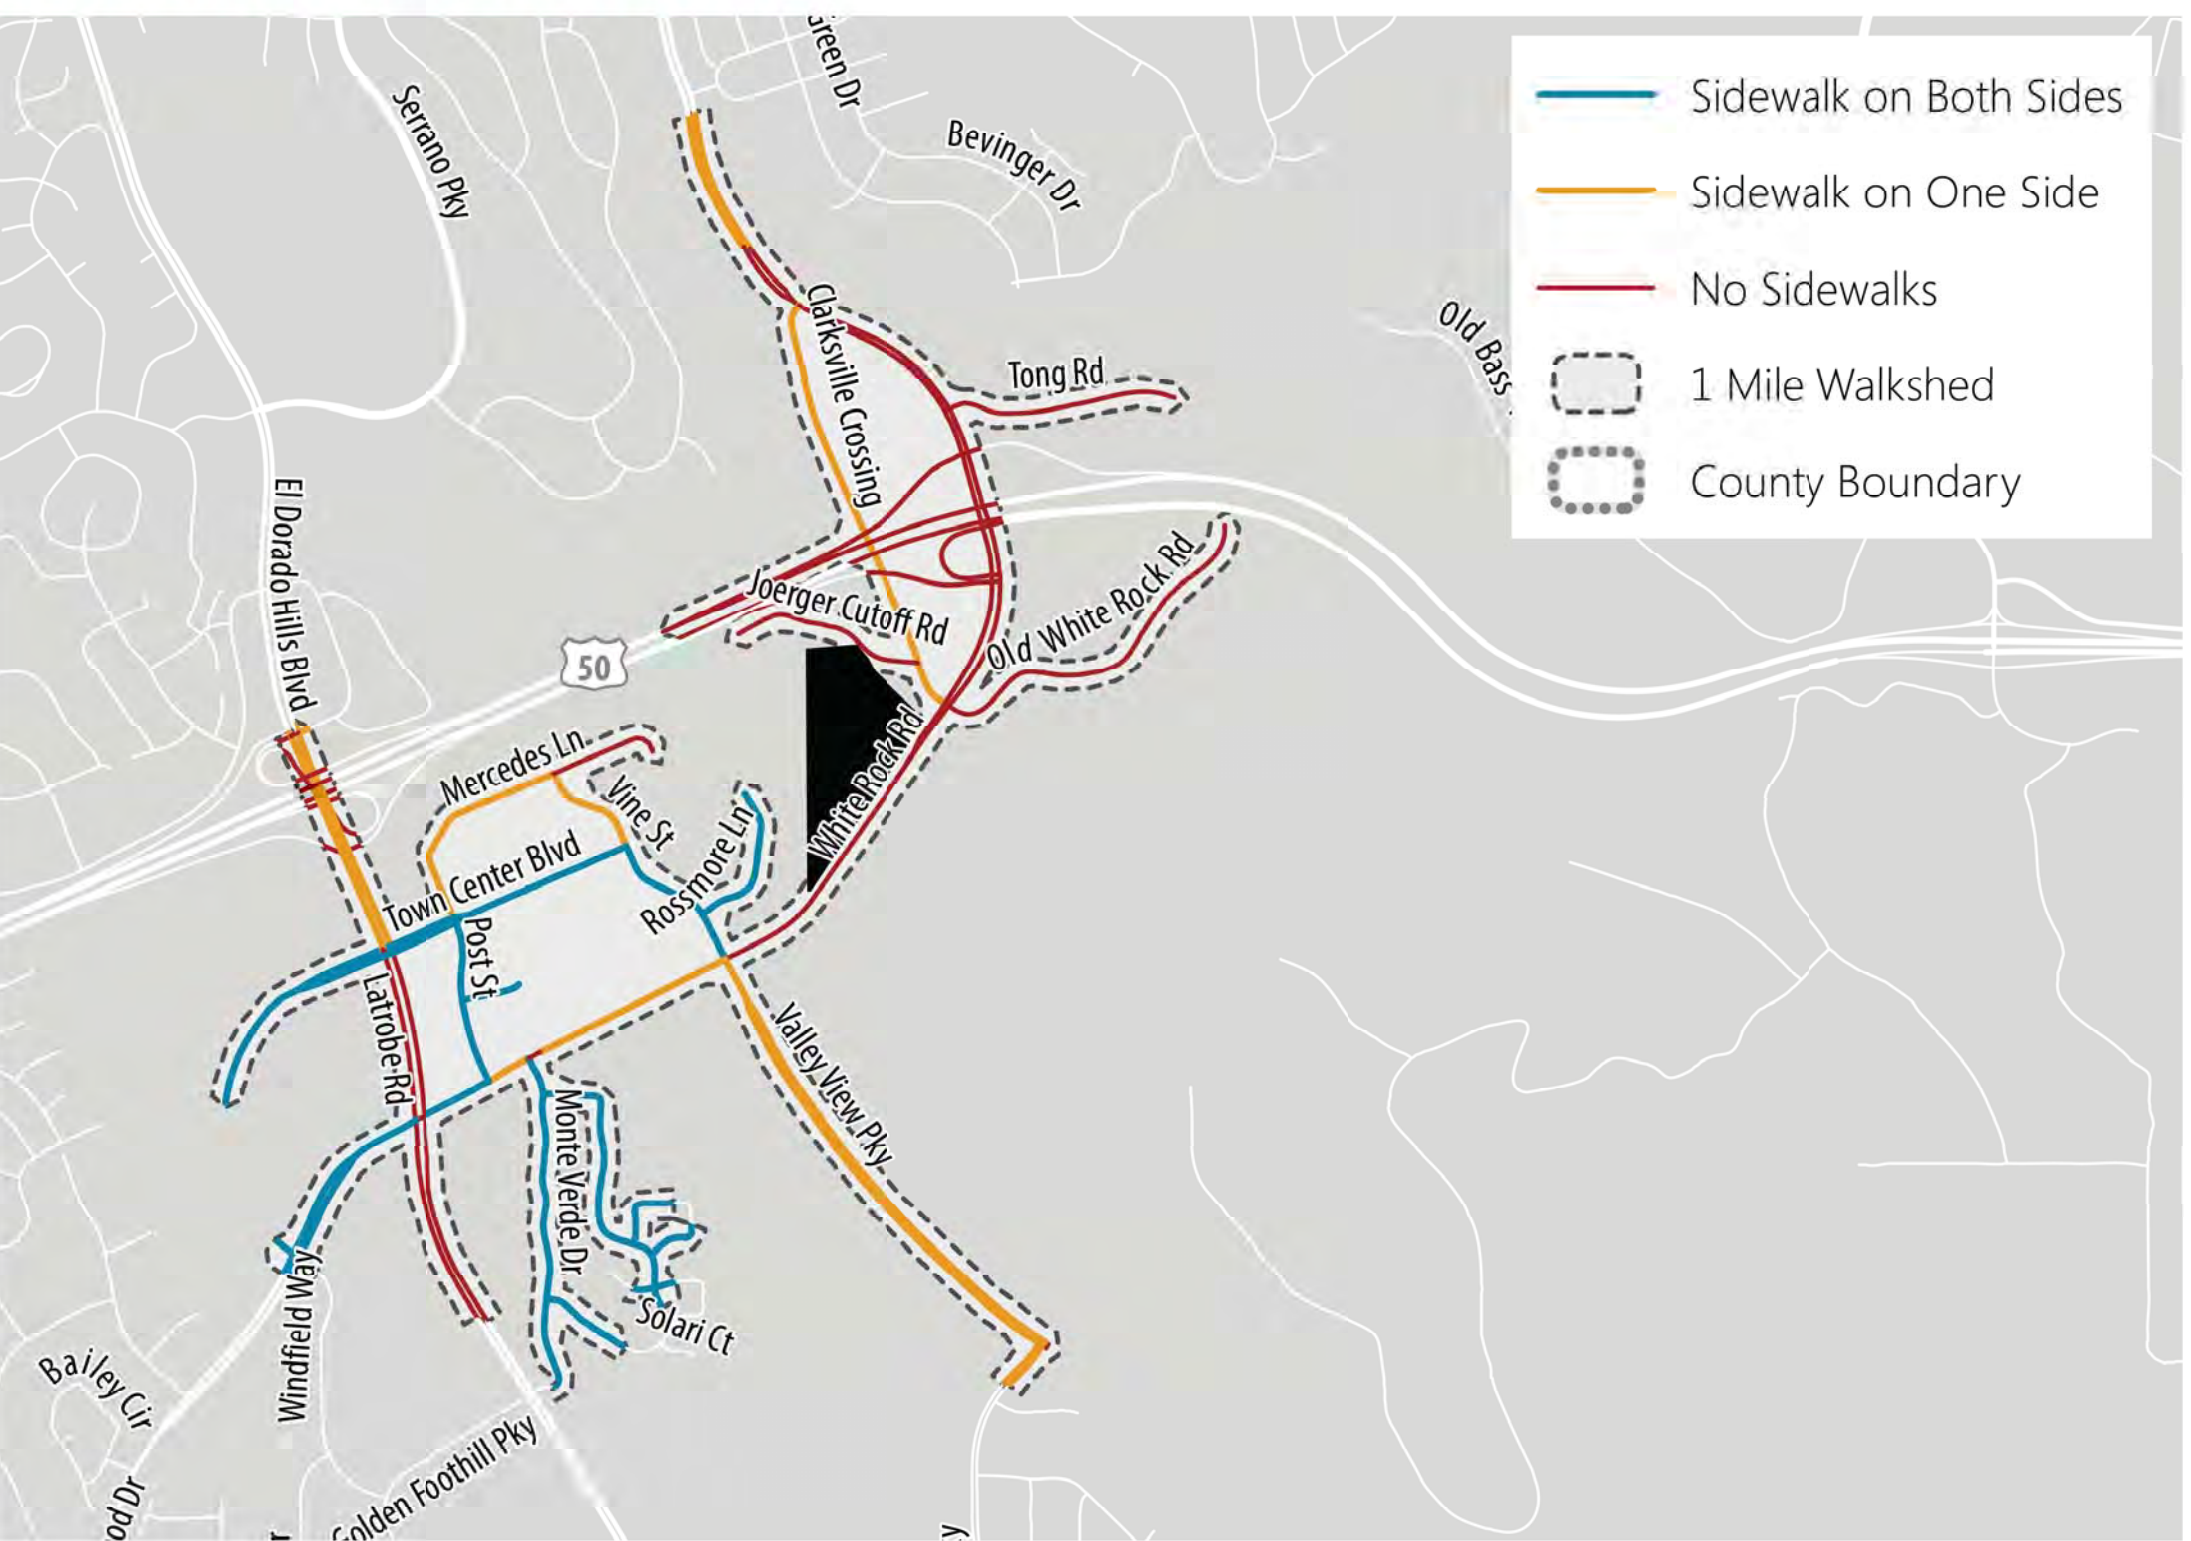 Green Dr
Serrano Pky
Bevinger Dr
Sidewalk on Both Sides
Sidewalk on One Side
No Sidewalks
1 Mile Walkshed
County Boundary
Old Bass
Clarksville Crossing
Tong Rd
El Dorado Hills Blvd
Joerger Cutoff Rd
Old White Rock Rd
50
Mercedes Ln
Vine St
White Rock Rd
Rossmore Ln
Town Center Blvd
Post St
Latrobe Rd
Valley View Pky
Monte Verde Dr
Solari Ct
Windfield Way
Bailey Cir
Golden Foothill Pky
od Dr
r
y